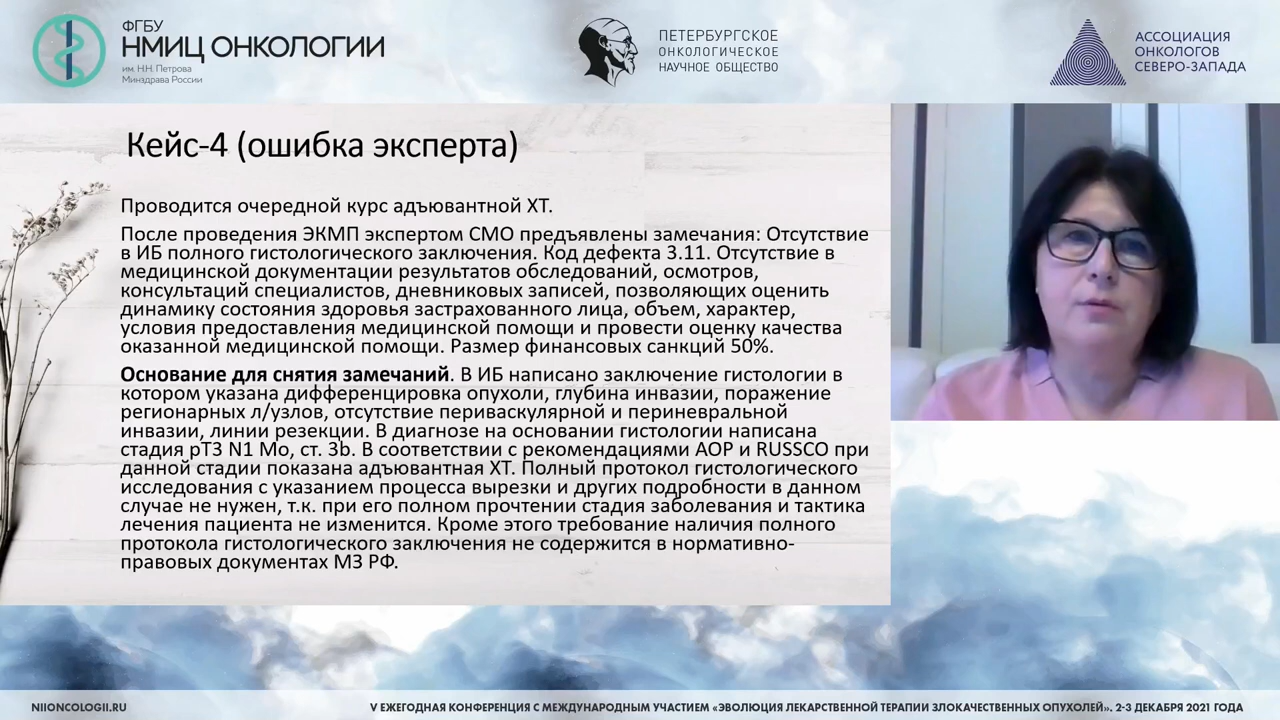 ФГБУ
НМИЦ ОНКОЛОГИИ
им. Н.Н. Петрова
Минздрава России
ПЕТЕРБУРГСКОЕ
ОНКОЛОГИЧЕСКОЕ
НАУЧНОЕ ОБЩЕСТВО
АССОЦИАЦИЯ
ОНКОЛОГОВ
СЕВЕРО-ЗАПАДА
Кейс-4 (ошибка эксперта)
Проводится очередной курс адъювантной ХТ.
После проведения ЭКМП экспертом СМО предъявлены замечания: Отсутствие
в ИБ полного гистологического заключения. Код дефекта 3.11. Отсутствие в
медицинской документации результатов обследований, осмотров,
консультаций специалистов, дневниковых записей, позволяющих оценить
динамику состояния здоровья застрахованного лица, объем, характер,
условия предоставления медицинской помощи и провести оценку качества
оказанной медицинской помощи. Размер финансовых санкций 50%.
Основание для снятия замечаний. В ИБ написано заключение гистологии в
котором указана дифференцировка опухоли, глубина инвазии, поражение
регионарных л/узлов, отсутствие периваскулярной и периневральной
инвазии, линии резекции. В диагнозе на основании гистологии написана
стадия рТ3 N1 Мо, ст. 3b. В соответствии с рекомендациями АОР и RUSSCO при
данной стадии показана адъювантная ХТ. Полный протокол гистологического
исследования с указанием процесса вырезки и других подробности в данном
случае не нужен, т.к. при его полном прочтении стадия заболевания и тактика
лечения пациента не изменится. Кроме этого требование наличия полного
протокола гистологического заключения не содержится в нормативно-
правовых документах МЗ РФ.
NIIONCOLOGII.RU
V ЕЖЕГОДНАЯ КОНФЕРЕНЦИЯ С МЕЖДУНАРОДНЫМ УЧАСТИЕМ «ЭВОЛЮЦИЯ ЛЕКАРСТВЕННОЙ ТЕРАПИИ ЗЛОКАЧЕСТВЕННЫХ ОПУХОЛЕЙ». 2-3 ДЕКАБРЯ 2021 ГОДА